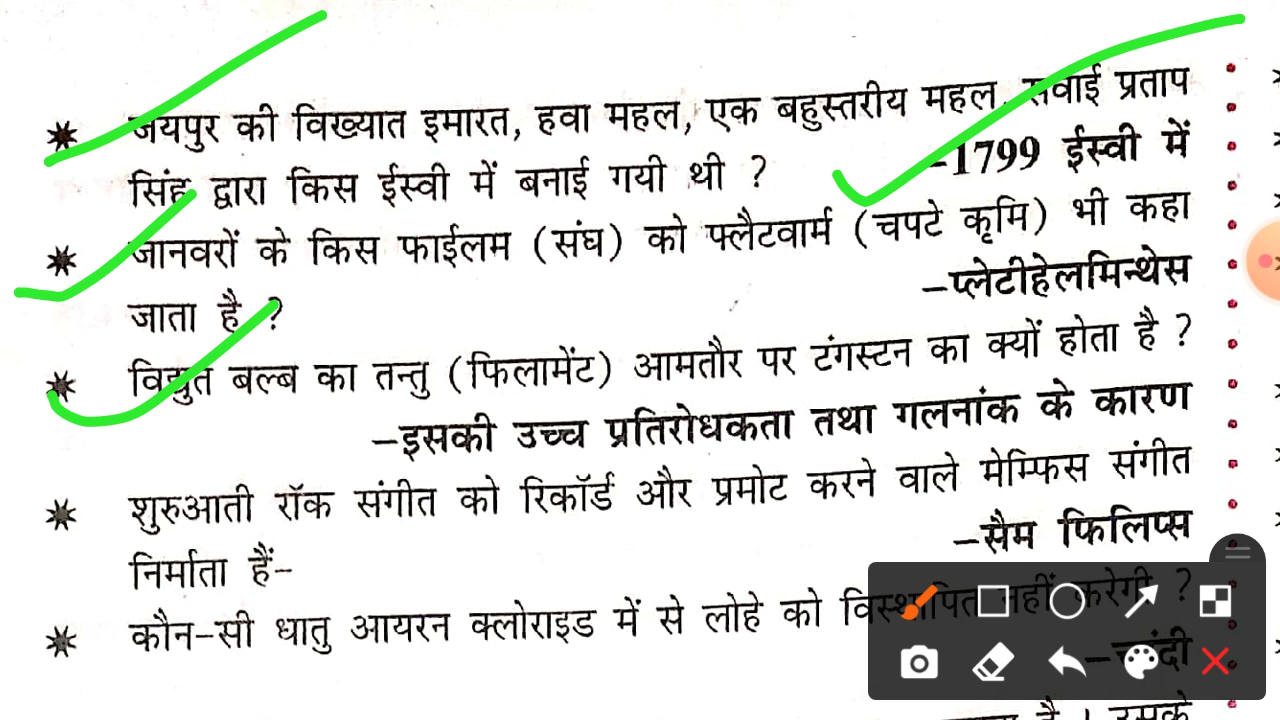 जयपुर की विख्यात इमारत, हवा महल, एक बहुस्तरीय महल, सवाई प्रताप
सिंह द्वारा किस ईस्वी में बनाई गयी थी ? –1799 ईस्वी में
जानवरों के किस फाईलम (संघ) को फ्लैटवार्म (चपटे कृमि) भी कहा
जाता है ? –प्लेटीहेलमिन्थेस
विद्युत बल्ब का तन्तु (फिलामेंट) आमतौर पर टंगस्टन का क्यों होता है ?
–इसकी उच्च प्रतिरोधकता तथा गलनांक के कारण
शुरुआती रॉक संगीत को रिकॉर्ड और प्रमोट करने वाले मेम्फिस संगीत
निर्माता हैं– –सैम फिलिप्स
कौन-सी धातु आयरन क्लोराइड में से लोहे को विस्थापित नहीं करेगी ?
–चांदी